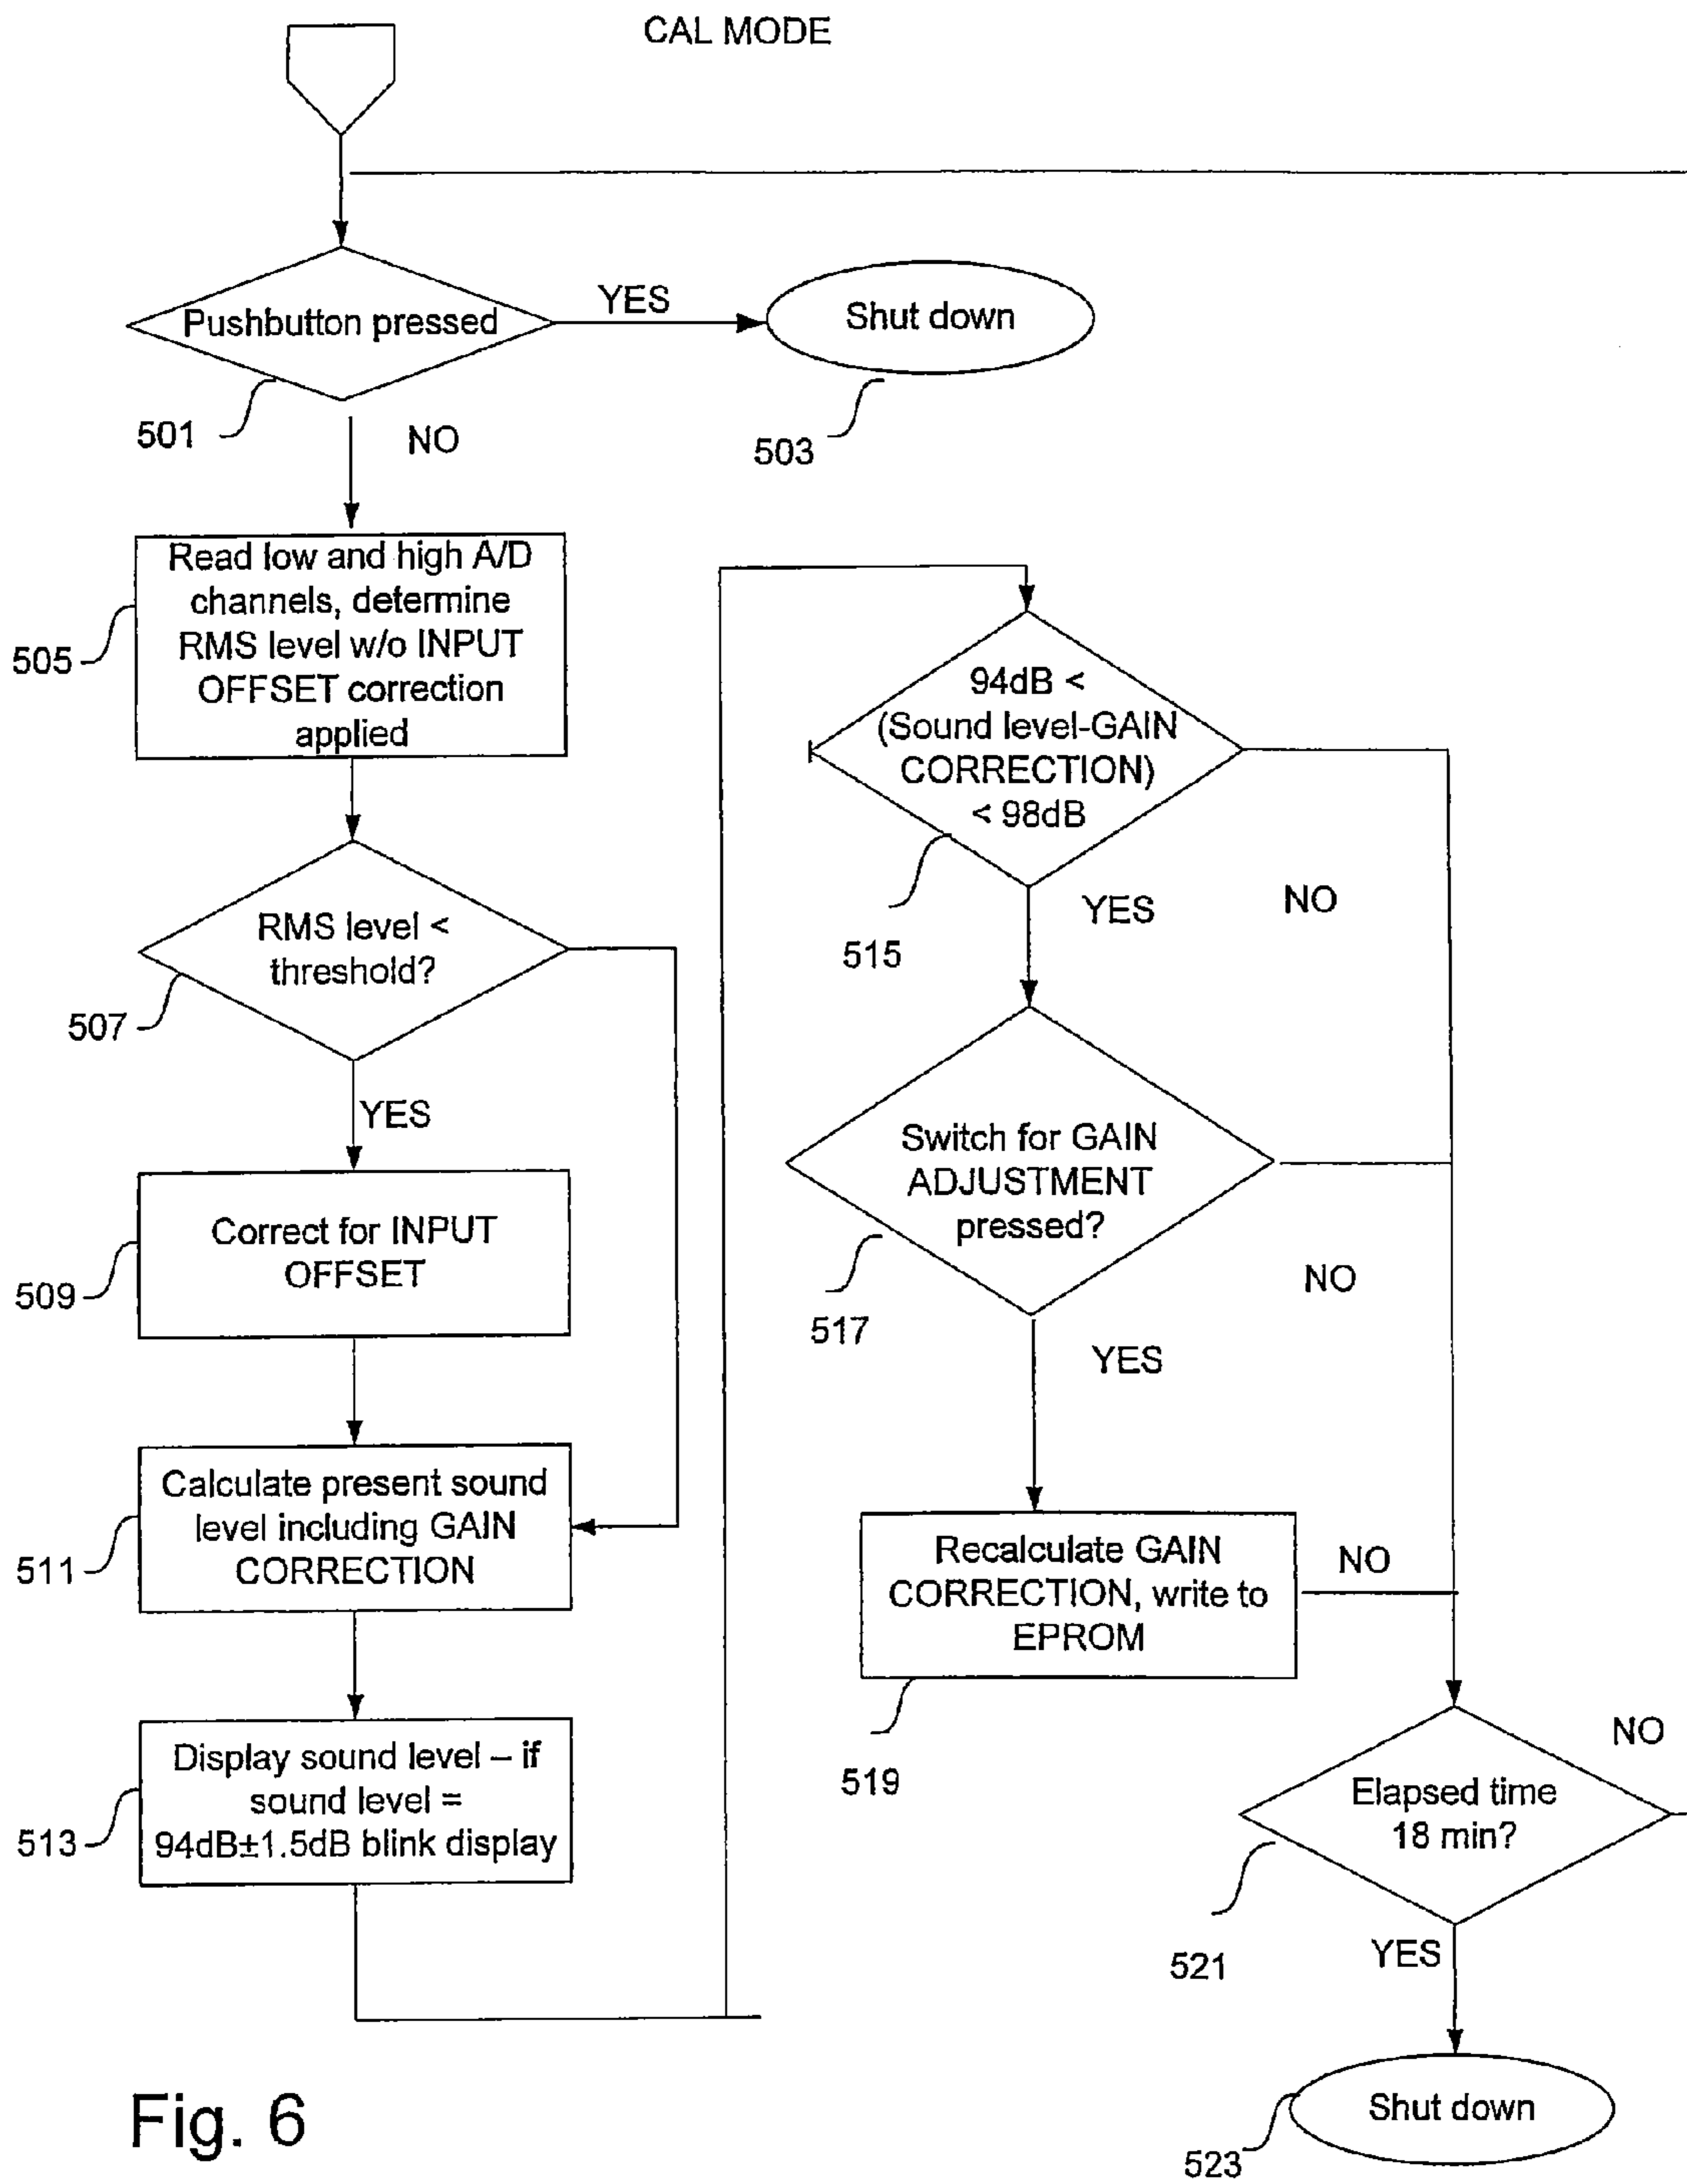 CAL MODE
Pushbutton pressed
YES
Shut down
501
NO
503
Read low and high A/D
channels, determine
RMS level w/o INPUT
OFFSET correction
applied
505
RMS level <
threshold?
507
YES
Correct for INPUT
OFFSET
509
Calculate present sound
level including GAIN
CORRECTION
511
Display sound level – if
sound level =
94dB±1.5dB blink display
513
94dB <
(Sound level-GAIN
CORRECTION)
< 98dB
515
YES
NO
Switch for GAIN
ADJUSTMENT
pressed?
517
NO
YES
Recalculate GAIN
CORRECTION, write to
EPROM
NO
519
NO
Elapsed time
18 min?
521
YES
Shut down
523
Fig. 6